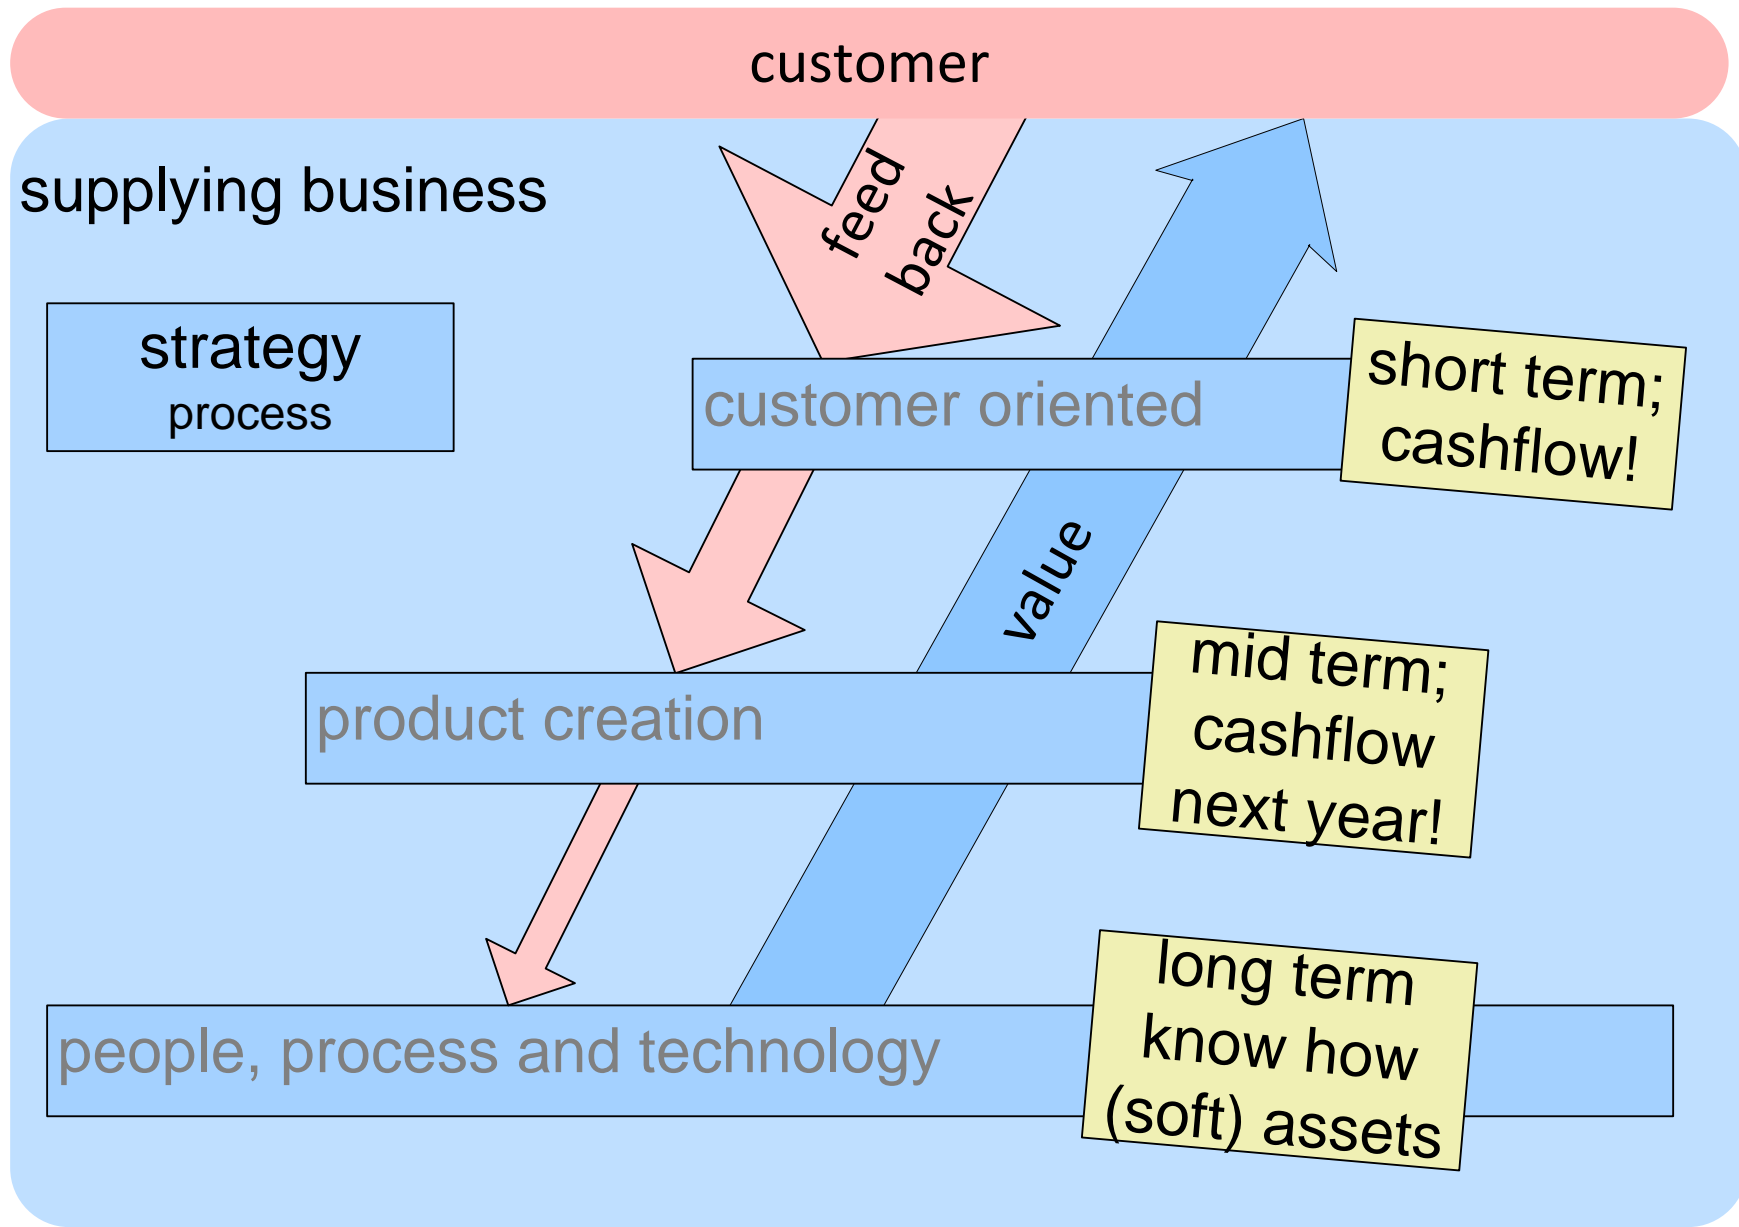 customer
supplying business
feed
back
strategy
process
customer oriented
short term;
cashflow!
value
product creation
mid term;
cashflow
next year!
people, process and technology
long term
know how
(soft) assets